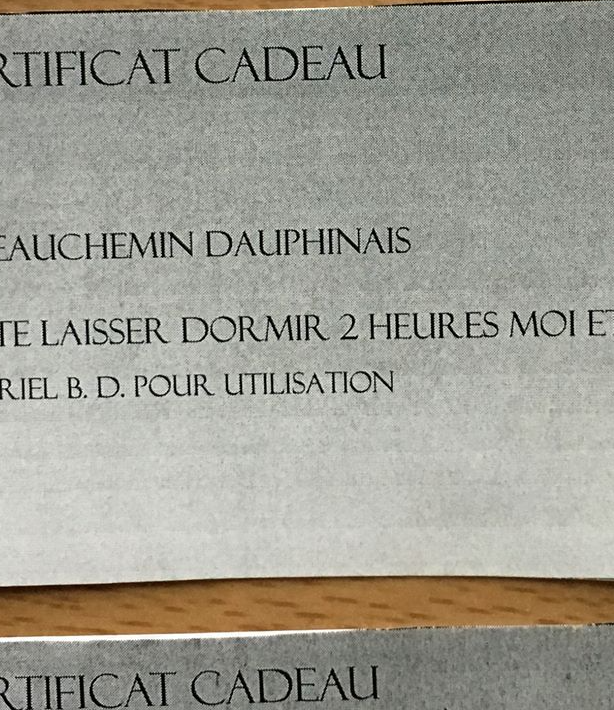 RTIFICAT CADEAU
EAUCHEMIN DAUPHINAIS
TE LAISSER DORMIR 2 HEURES MOI ET
RIEL B. D. POUR UTILISATION
RTIFICAT CADEAU